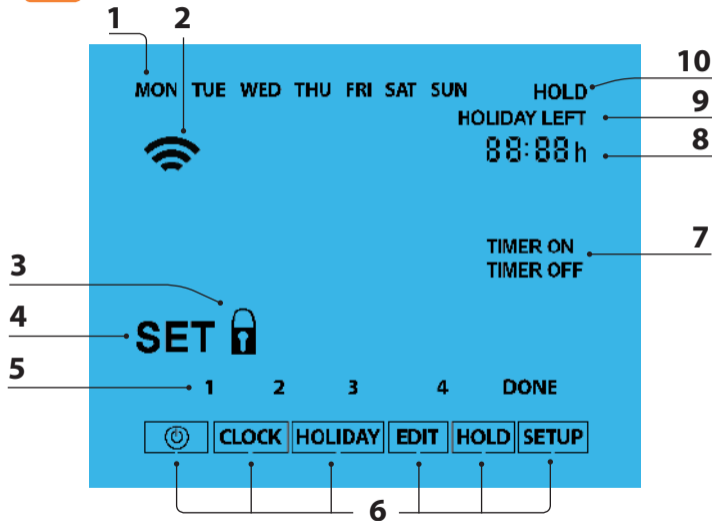 1 2
MON TUE WED THU FRI SAT SUN HOLD 10
HOLIDAY LEFT 9
88:88h 8
TIMER ON 7
TIMER OFF
3
4 SET
5
1 2 3 4 DONE
CLOCK HOLIDAY EDIT HOLD SETUP
6